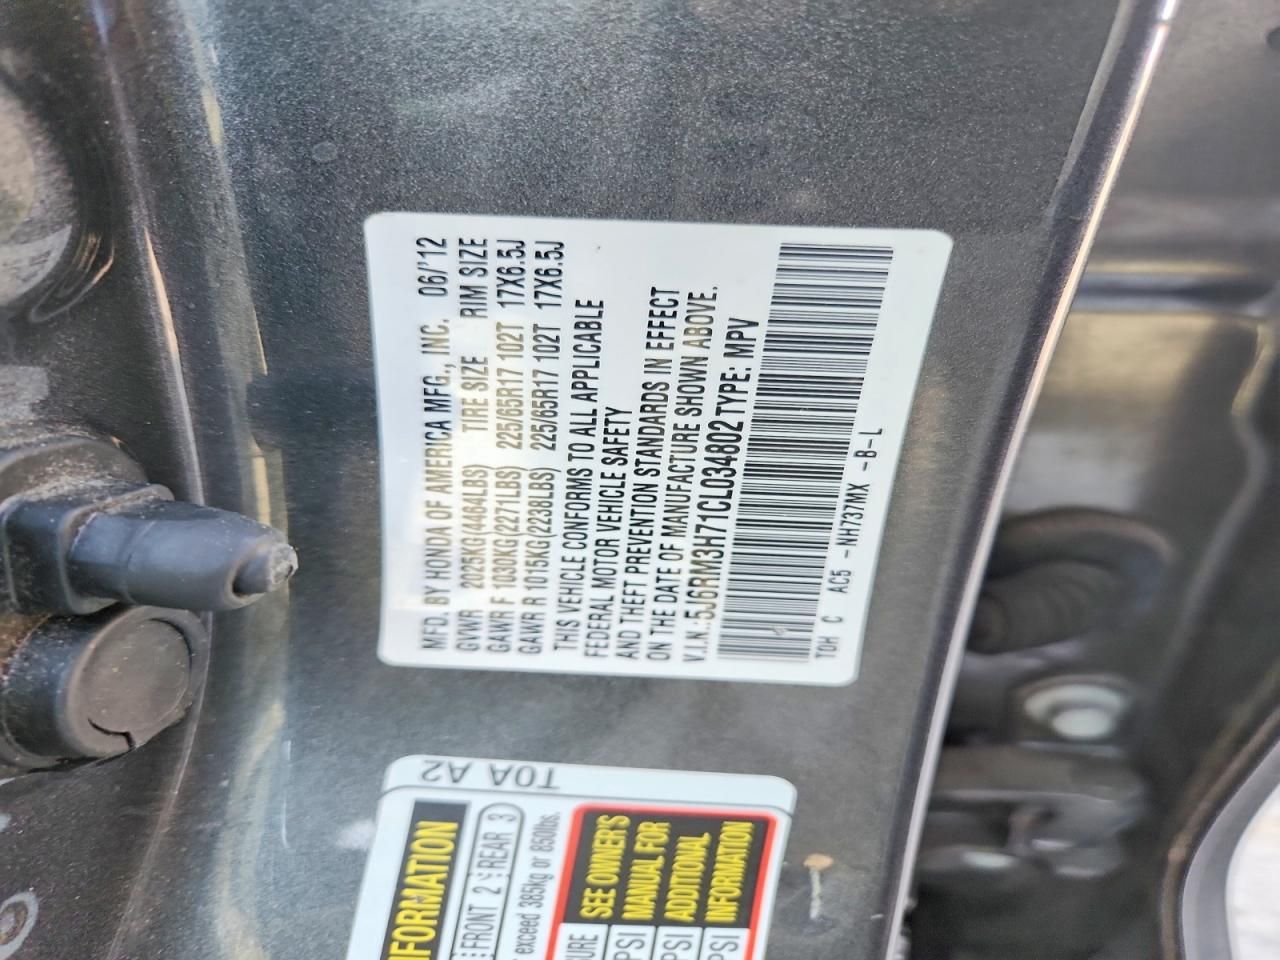 MFD. BY HONDA OF AMERICA MFG., INC. 06/'12
GVWR 2025KG(4464LBS) TIRE SIZE RIM SIZE
GAWR F 1030KG(2271LBS) 225/65R17 102T 17X6.5J
GAWR R 1015KG(2238LBS) 225/65R17 102T 17X6.5J
THIS VEHICLE CONFORMS TO ALL APPLICABLE
FEDERAL MOTOR VEHICLE SAFETY
AND THEFT PREVENTION STANDARDS IN EFFECT
ON THE DATE OF MANUFACTURE SHOWN ABOVE.
V.I.N.:5J6RM3H71CL034802 TYPE: MPV
T0H C AC5 -NH737MX -B-L
T0A A2
FRONT 2 REAR 3
exceed 385kg or 850lbs.
SEE OWNER'S
MANUAL FOR
ADDITIONAL
INFORMATION
PSI
PSI
PSI